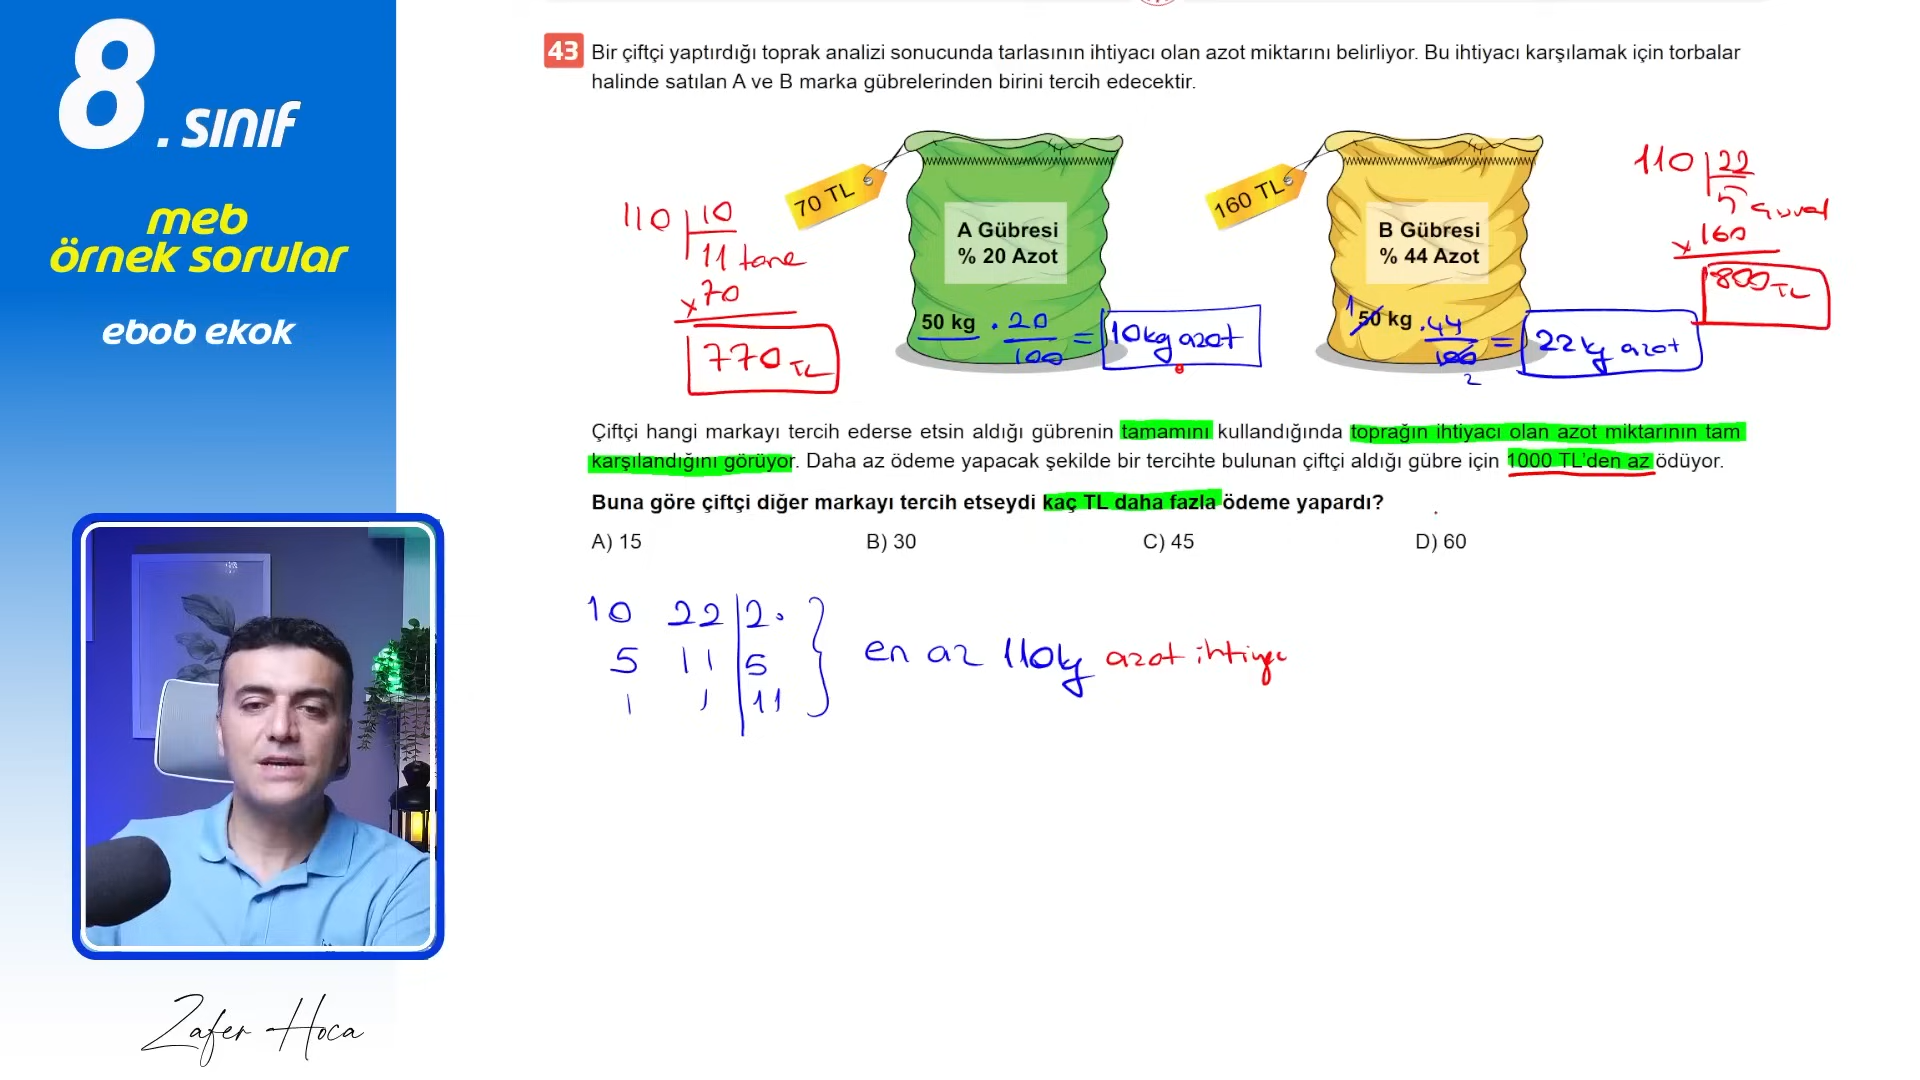 8. sınıf
meb
örnek sorular
ebob ekok
43 Bir çiftçi yaptırdığı toprak analizi sonucunda tarlasının ihtiyacı olan azot miktarını belirliyor. Bu ihtiyacı karşılamak için torbalar
halinde satılan A ve B marka gübrelerinden birini tercih edecektir.
110 10
11 tane
x 70
770 TL
70 TL
A Gübresi
% 20 Azot
50 kg . 20/100 = 10kg azot
160 TL
B Gübresi
% 44 Azot
1 50 kg . 44/100 = 22 kg azot
2
110 22
5 çuval
x 160
800 TL
Çiftçi hangi markayı tercih ederse etsin aldığı gübrenin tamamını kullandığında toprağın ihtiyacı olan azot miktarının tam
karşılandığını görüyor. Daha az ödeme yapacak şekilde bir tercihte bulunan çiftçi aldığı gübre için 1000 TL'den az ödüyor.
Buna göre çiftçi diğer markayı tercih etseydi kaç TL daha fazla ödeme yapardı?
A) 15 B) 30 C) 45 D) 60
10 22 2.
5 11 5
1 1 11
en az 110kg azot ihtiyacı
Zafer Hoca